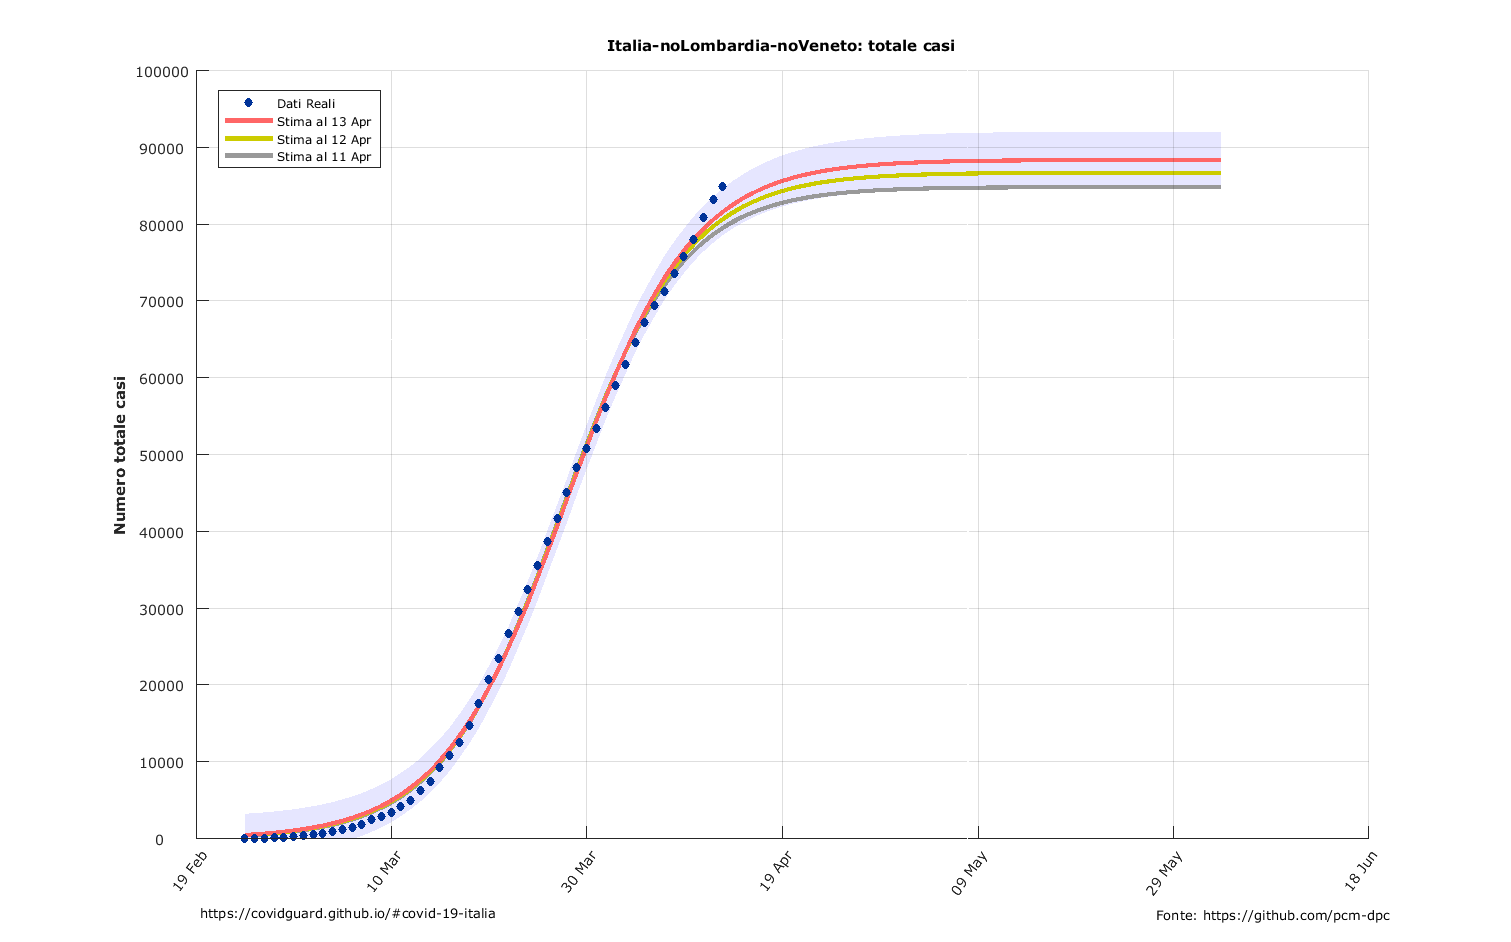 Italia-noLombardia-noVeneto: totale casi
100000
90000
80000
70000
60000
50000
40000
30000
20000
10000
0
Numero totale casi
Dati Reali
Stima al 13 Apr
Stima al 12 Apr
Stima al 11 Apr
19 Feb
10 Mar
30 Mar
19 Apr
09 May
29 May
18 Jun
https://covidguard.github.io/#covid-19-italia
Fonte: https://github.com/pcm-dpc